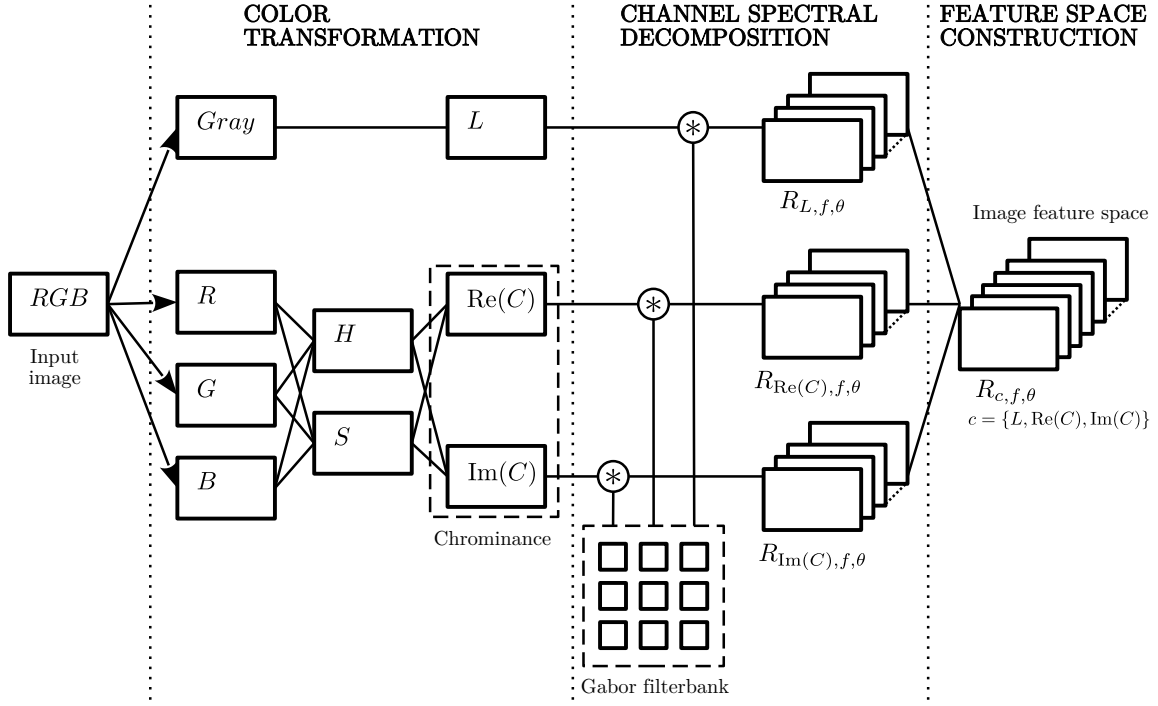 COLOR
TRANSFORMATION
CHANNEL SPECTRAL
DECOMPOSITION
FEATURE SPACE
CONSTRUCTION
Gray
L
R_{L,f,θ}
Image feature space
RGB
Input
image
R
G
B
H
S
Re(C)
Im(C)
Chrominance
R_{Re(C),f,θ}
R_{Im(C),f,θ}
R_{c,f,θ}
c = {L, Re(C), Im(C)}
Gabor filterbank